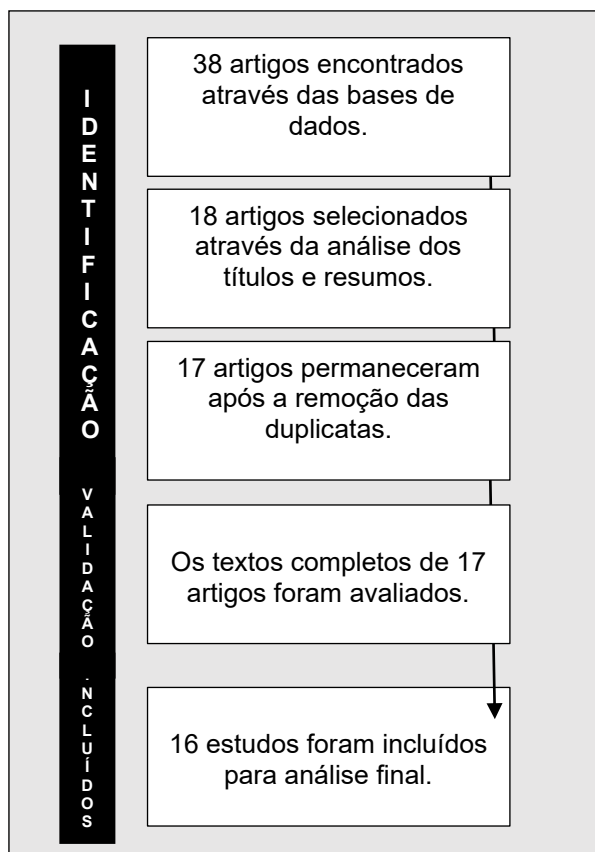 IDENTIFICAÇÃO
38 artigos encontrados
através das bases de
dados.
18 artigos selecionados
através da análise dos
títulos e resumos.
17 artigos permaneceram
após a remoção das
duplicatas.
VALIDAÇÃO
Os textos completos de 17
artigos foram avaliados.
INCLUÍDOS
16 estudos foram incluídos
para análise final.